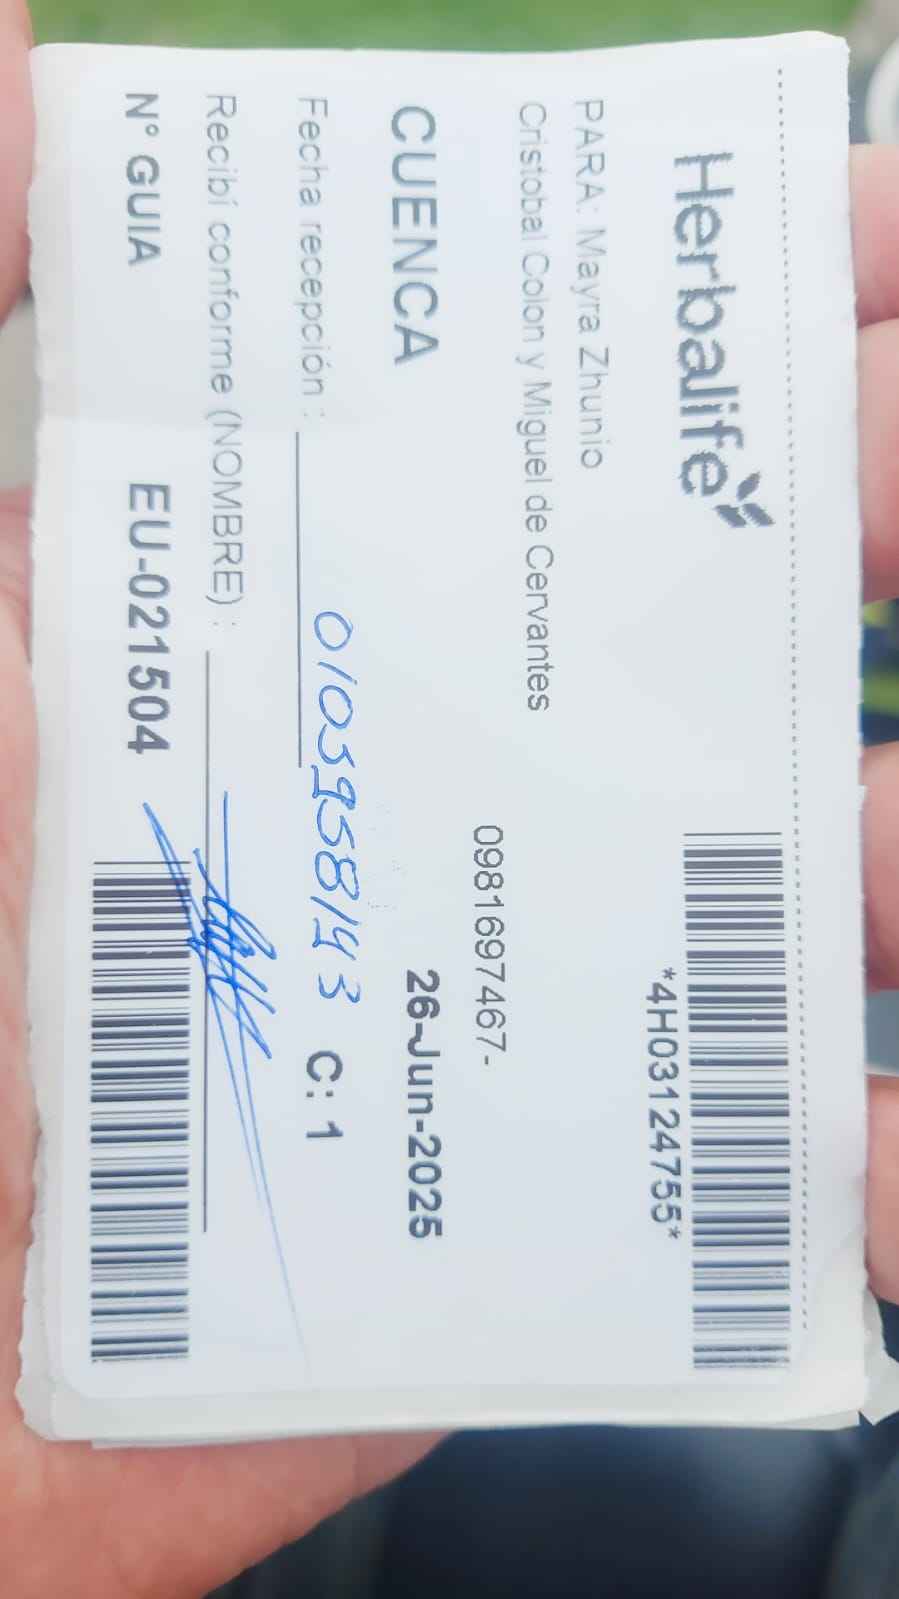 Herbalife
*4H03124755*
PARA: Mayra Zhunio
Cristobal Colon y Miguel de Cervantes
0981697467-
CUENCA
26-Jun-2025
Fecha recepción :
0103958143
C: 1
Recibí conforme (NOMBRE) :
N° GUIA
EU-021504